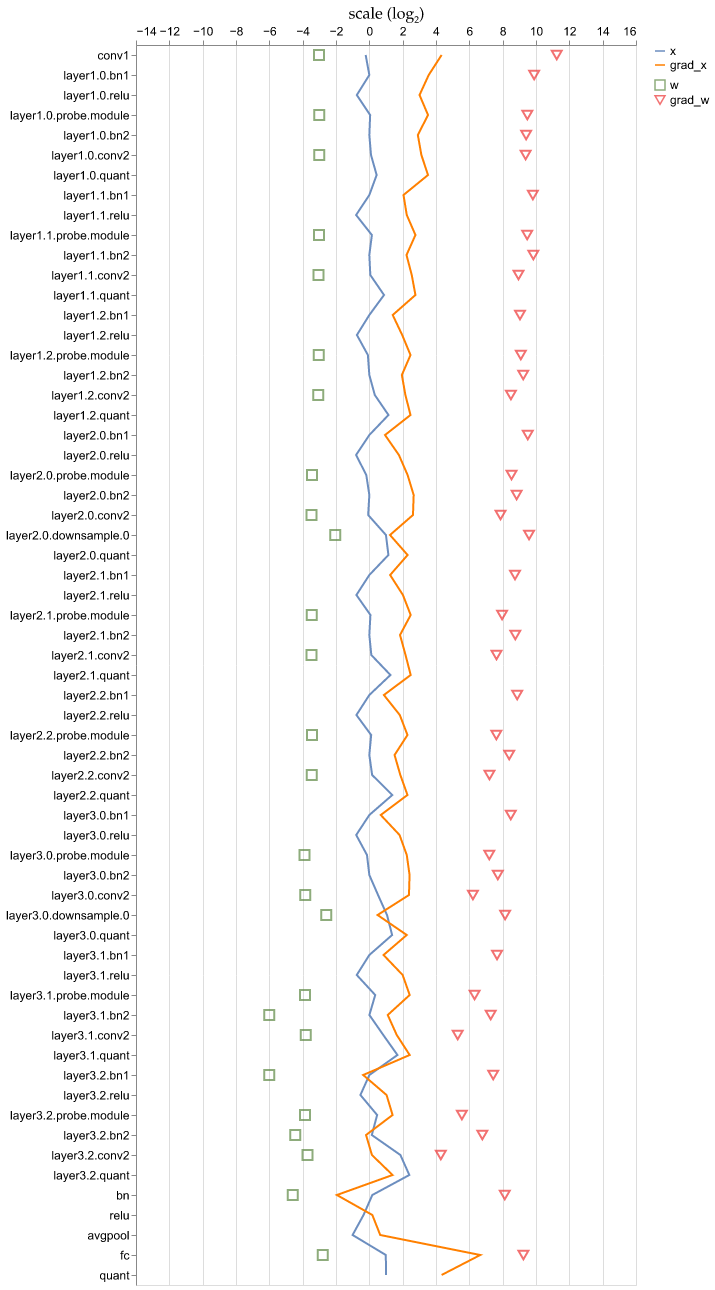 scale (log₂)
−14 −12 −10 −8 −6 −4 −2 0 2 4 6 8 10 12 14 16
x
grad_x
w
grad_w
conv1
layer1.0.bn1
layer1.0.relu
layer1.0.probe.module
layer1.0.bn2
layer1.0.conv2
layer1.0.quant
layer1.1.bn1
layer1.1.relu
layer1.1.probe.module
layer1.1.bn2
layer1.1.conv2
layer1.1.quant
layer1.2.bn1
layer1.2.relu
layer1.2.probe.module
layer1.2.bn2
layer1.2.conv2
layer1.2.quant
layer2.0.bn1
layer2.0.relu
layer2.0.probe.module
layer2.0.bn2
layer2.0.conv2
layer2.0.downsample.0
layer2.0.quant
layer2.1.bn1
layer2.1.relu
layer2.1.probe.module
layer2.1.bn2
layer2.1.conv2
layer2.1.quant
layer2.2.bn1
layer2.2.relu
layer2.2.probe.module
layer2.2.bn2
layer2.2.conv2
layer2.2.quant
layer3.0.bn1
layer3.0.relu
layer3.0.probe.module
layer3.0.bn2
layer3.0.conv2
layer3.0.downsample.0
layer3.0.quant
layer3.1.bn1
layer3.1.relu
layer3.1.probe.module
layer3.1.bn2
layer3.1.conv2
layer3.1.quant
layer3.2.bn1
layer3.2.relu
layer3.2.probe.module
layer3.2.bn2
layer3.2.conv2
layer3.2.quant
bn
relu
avgpool
fc
quant